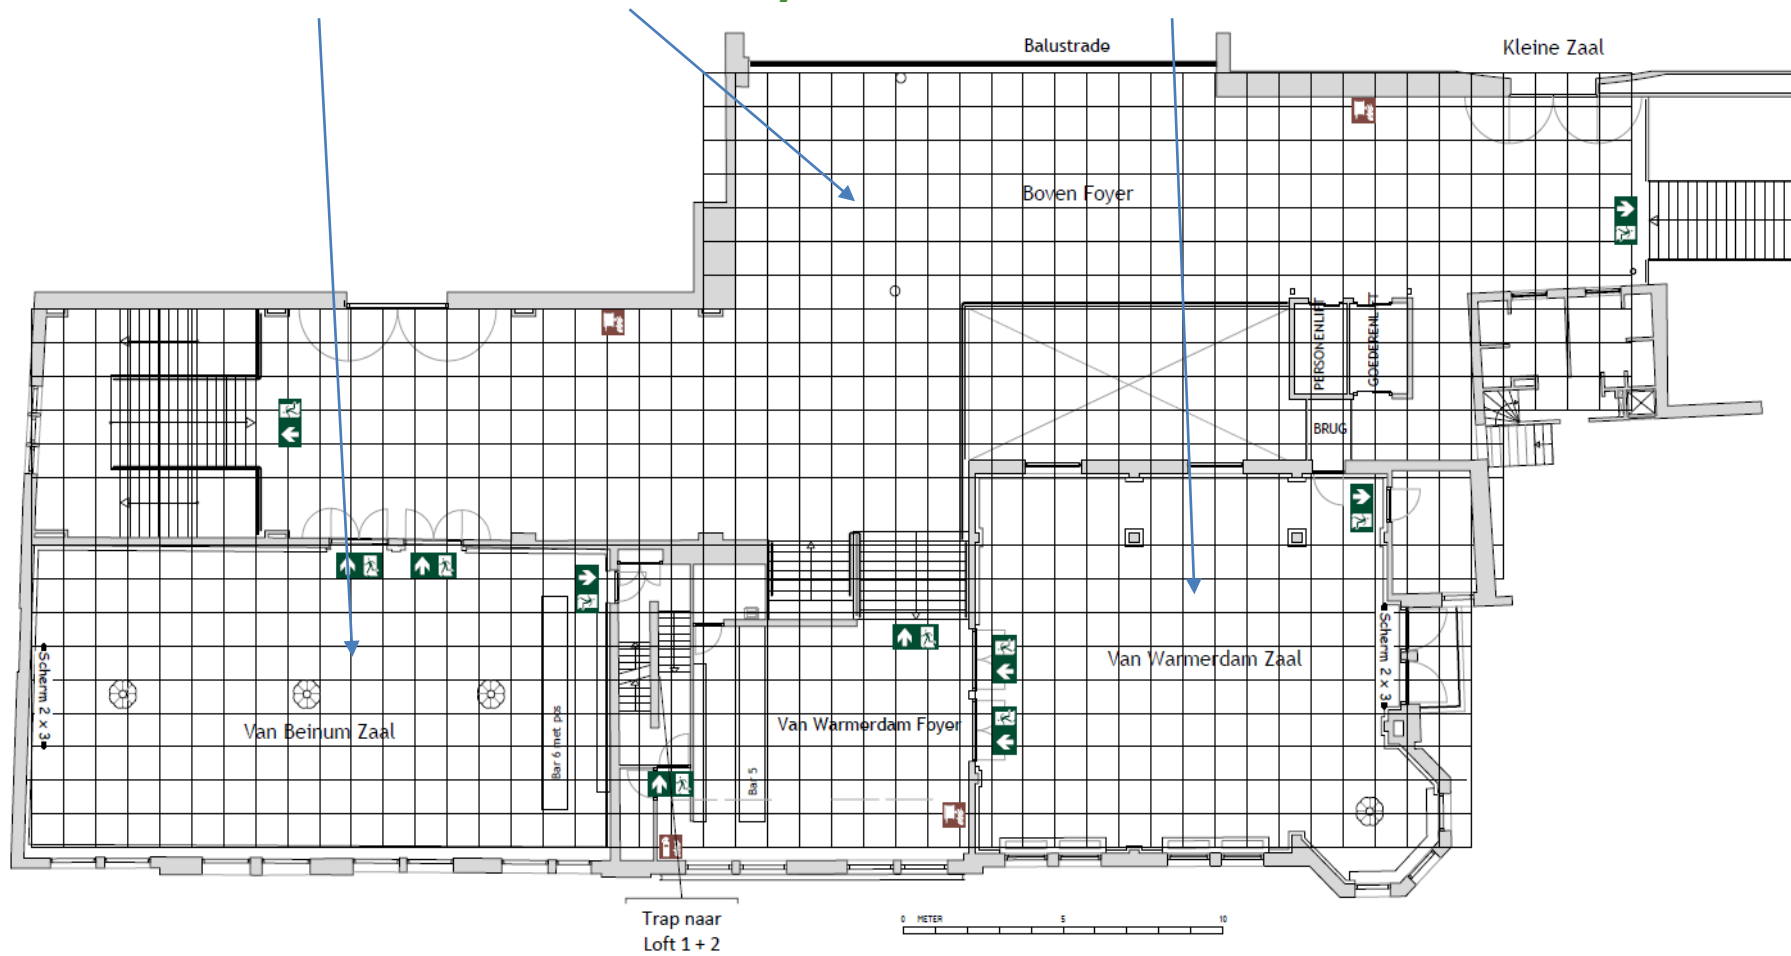 Balustrade
Kleine Zaal
Boven Foyer
PERSONENLIFT
GOEDERENLIFT
BRUG
Scherm 2 x 3
Van Beinum Zaal
Bar 6 met pos
Van Warmerdam Foyer
Bar 5
Van Warmerdam Zaal
Scherm 2 x 3
Trap naar
Loft 1 + 2
0 METER 5 10